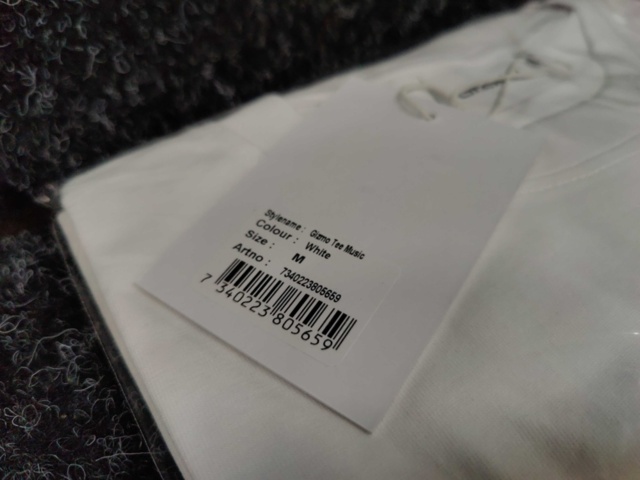 Stylename: Gizmo Tee Music
Colour: White
Size: M
Artno: 7340223805659
7 340223 805659